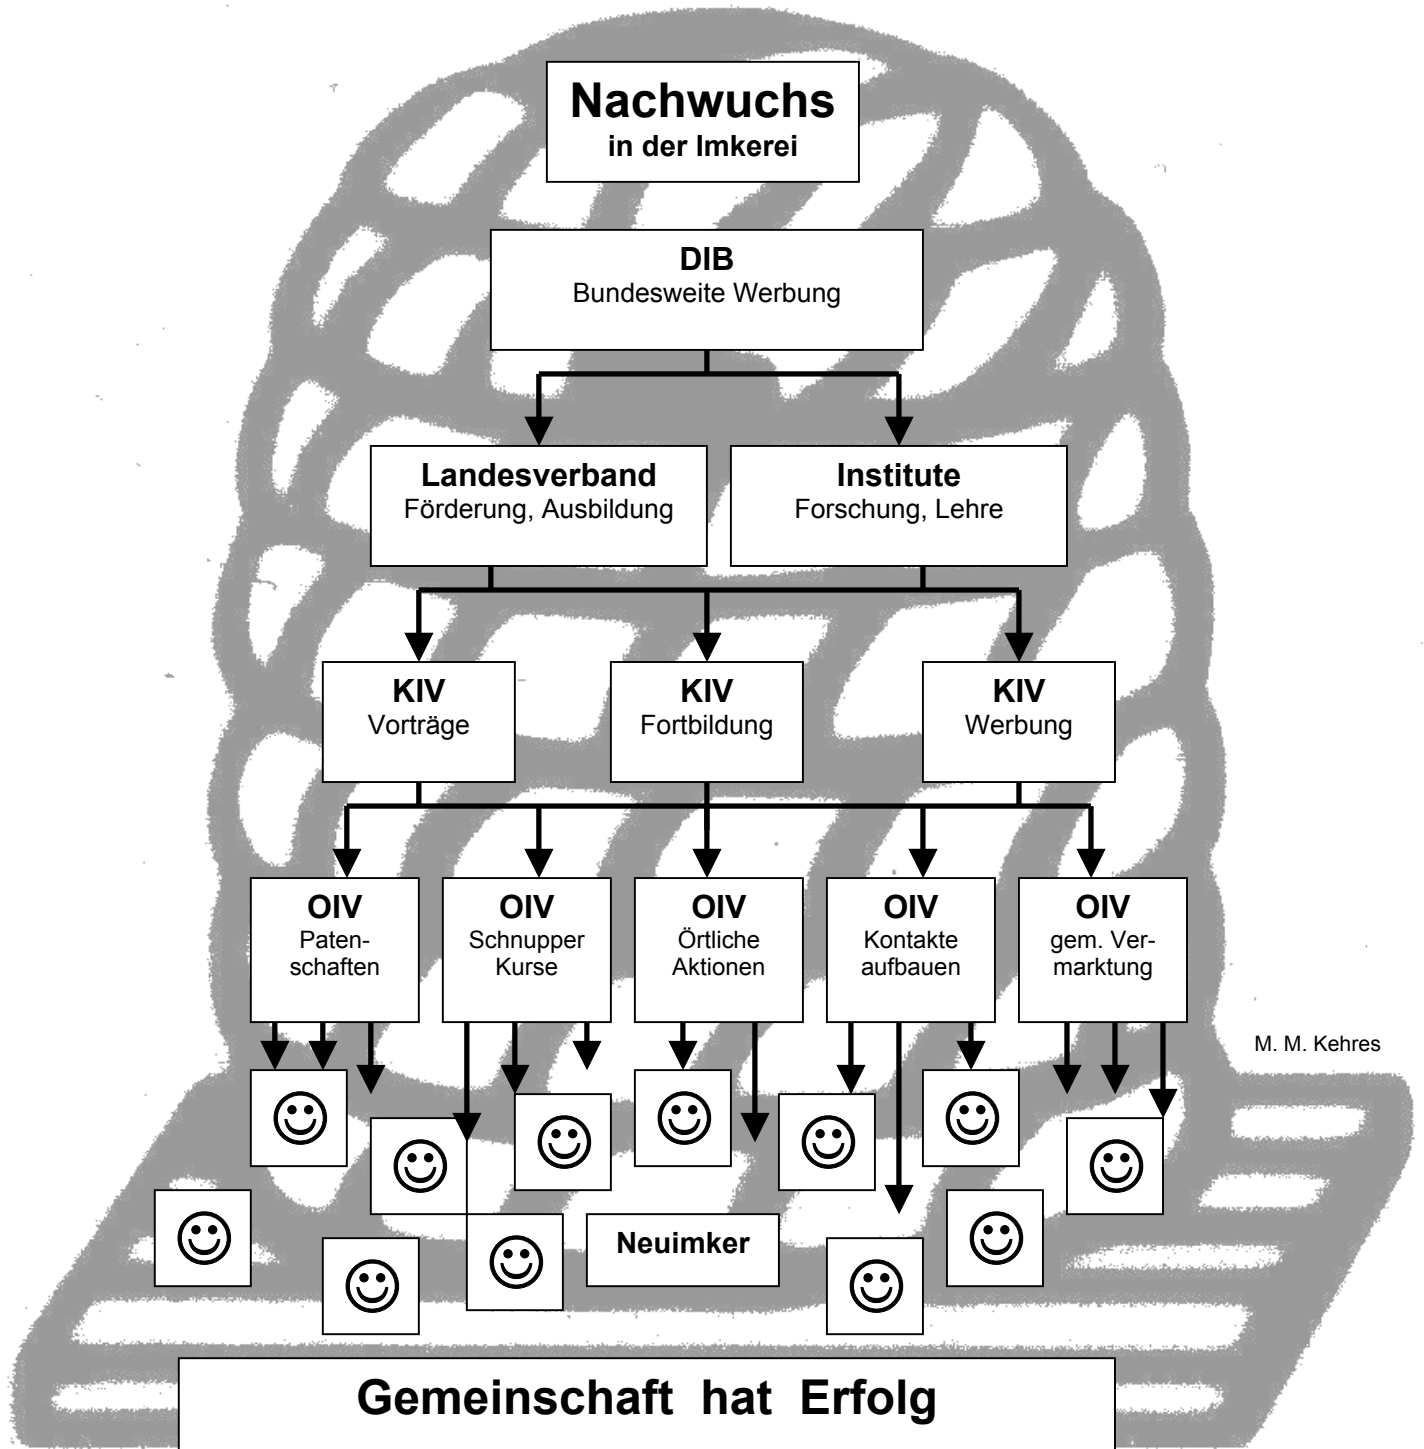 Nachwuchs
in der Imkerei
DIB
Bundesweite Werbung
Landesverband
Förderung, Ausbildung
Institute
Forschung, Lehre
KIV
Vorträge
KIV
Fortbildung
KIV
Werbung
OIV
Paten-
schaften
OIV
Schnupper
Kurse
OIV
Örtliche
Aktionen
OIV
Kontakte
aufbauen
OIV
gem. Ver-
marktung
M. M. Kehres
Neuimker
Gemeinschaft hat Erfolg